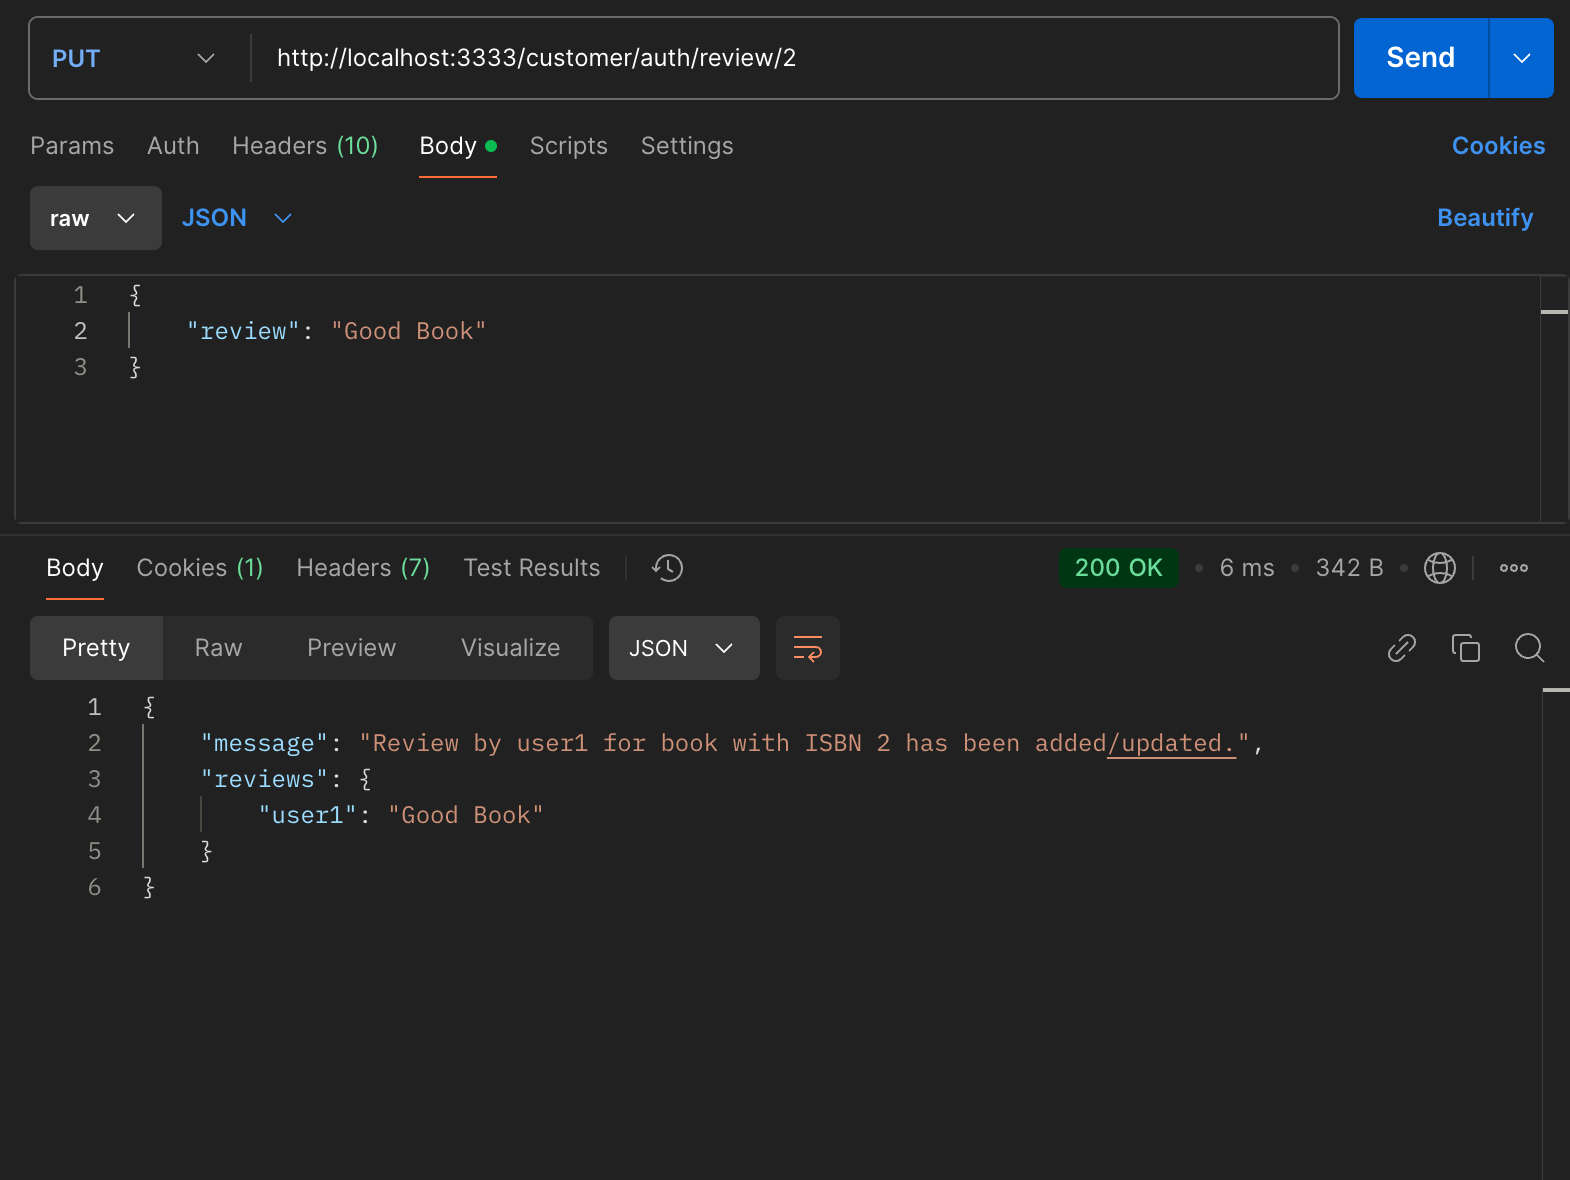 PUT http://localhost:3333/customer/auth/review/2 Send
Params Auth Headers (10) Body Scripts Settings Cookies
raw JSON Beautify
1 {
2 "review": "Good Book"
3 }
Body Cookies (1) Headers (7) Test Results 200 OK 6 ms 342 B
Pretty Raw Preview Visualize JSON
1 {
2 "message": "Review by user1 for book with ISBN 2 has been added/updated.",
3 "reviews": {
4 "user1": "Good Book"
5 }
6 }